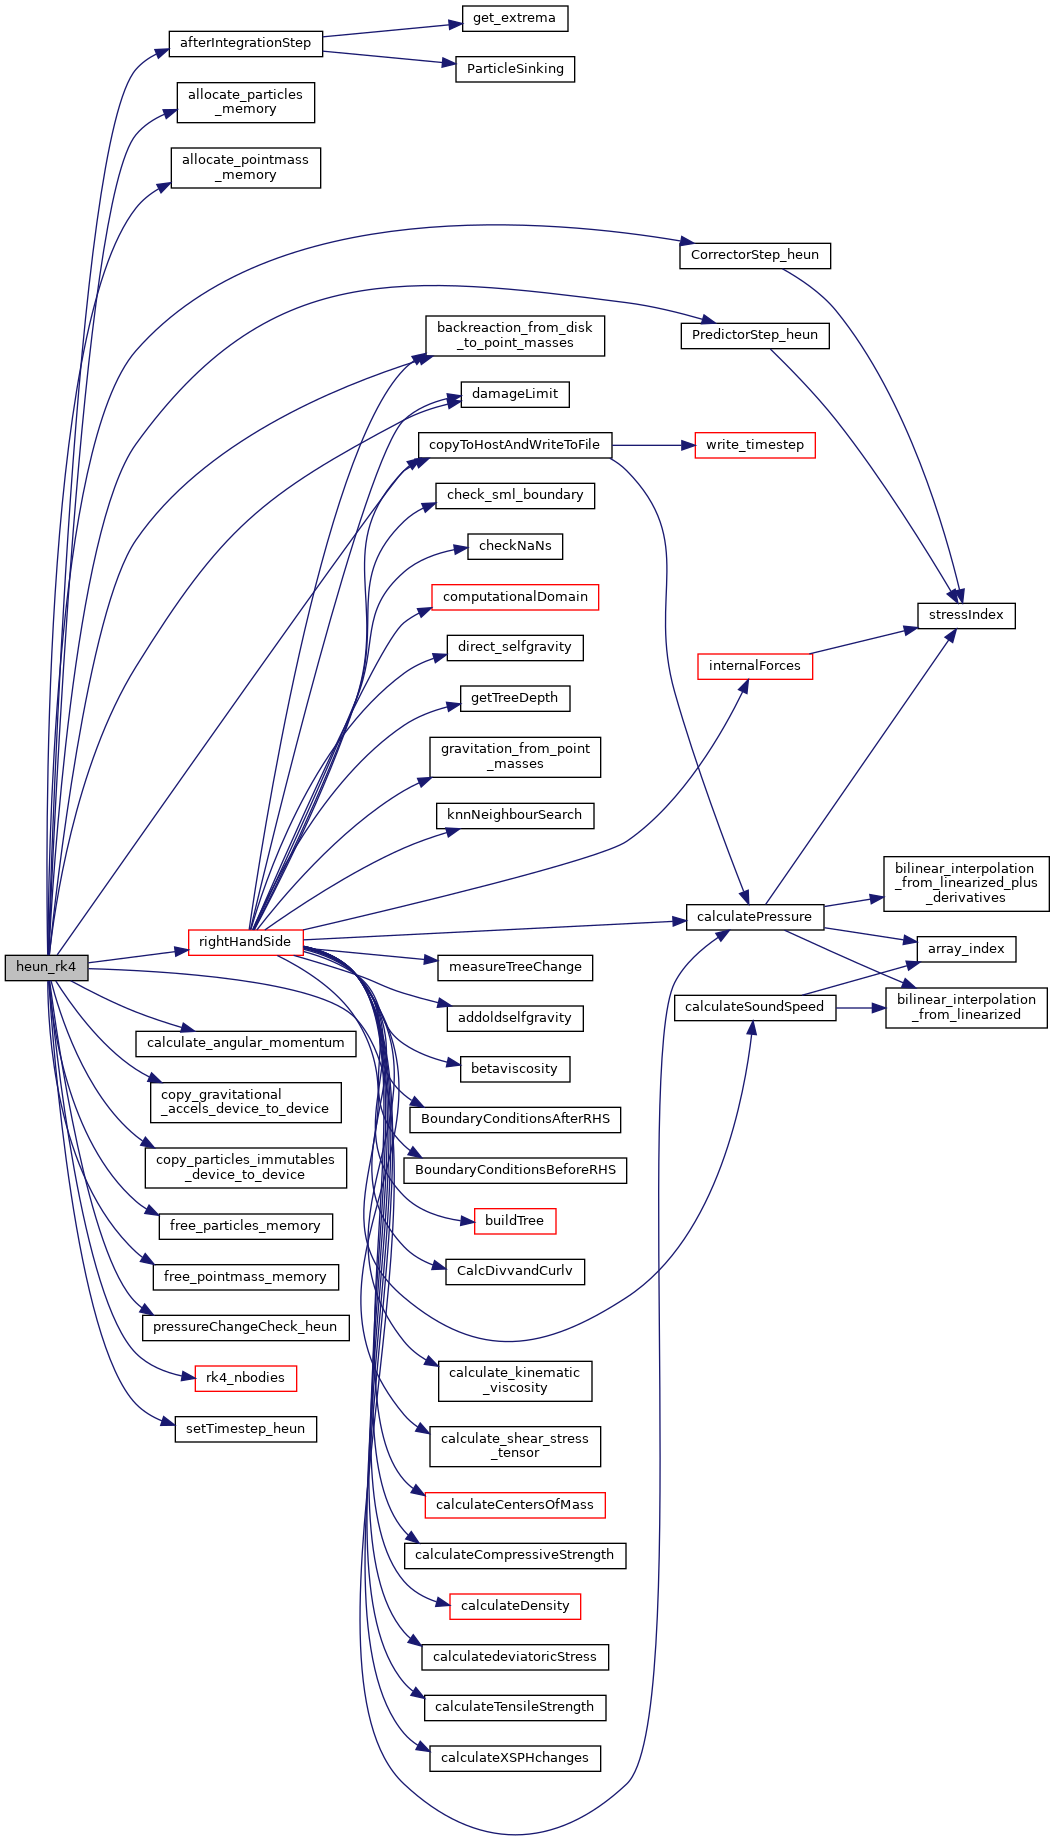 get_extrema
afterIntegrationStep
ParticleSinking
allocate_particles
_memory
allocate_pointmass
_memory
CorrectorStep_heun
backreaction_from_disk
_to_point_masses
PredictorStep_heun
damageLimit
copyToHostAndWriteToFile
write_timestep
check_sml_boundary
checkNaNs
computationalDomain
stressIndex
direct_selfgravity
internalForces
getTreeDepth
gravitation_from_point
_masses
knnNeighbourSearch
bilinear_interpolation
_from_linearized_plus
_derivatives
calculatePressure
rightHandSide
array_index
heun_rk4
measureTreeChange
bilinear_interpolation
_from_linearized
calculateSoundSpeed
addoldselfgravity
calculate_angular_momentum
betaviscosity
copy_gravitational
_accels_device_to_device
BoundaryConditionsAfterRHS
copy_particles_immutables
_device_to_device
BoundaryConditionsBeforeRHS
free_particles_memory
buildTree
free_pointmass_memory
CalcDivvandCurlv
pressureChangeCheck_heun
rk4_nbodies
calculate_kinematic
_viscosity
setTimestep_heun
calculate_shear_stress
_tensor
calculateCentersOfMass
calculateCompressiveStrength
calculateDensity
calculatedeviatoricStress
calculateTensileStrength
calculateXSPHchanges